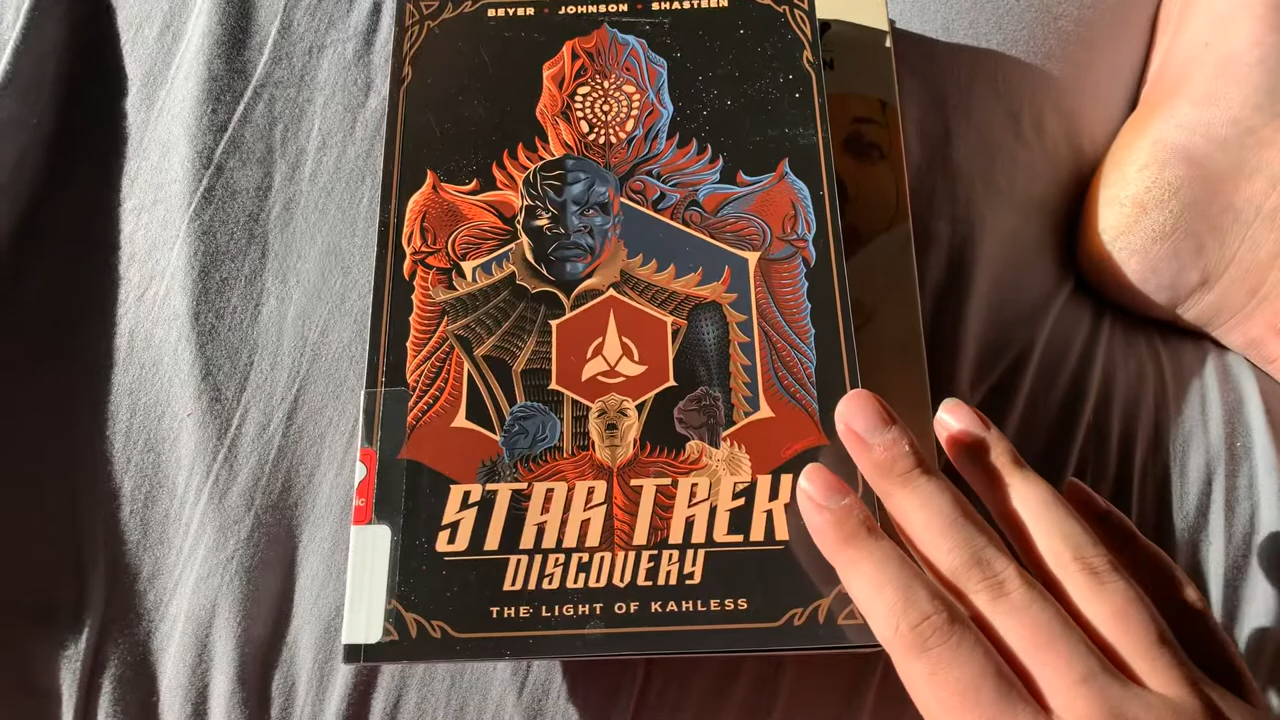 BEYER • JOHNSON • SHASTEEN
STAR TREK
DISCOVERY
THE LIGHT OF KAHLESS